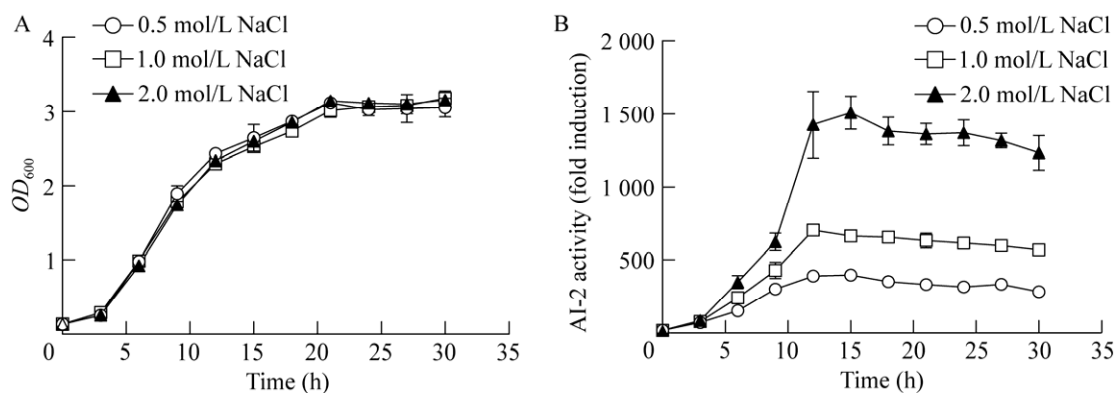 A
0.5 mol/L NaCl
1.0 mol/L NaCl
2.0 mol/L NaCl
4
3
2
1
OD600
0 5 10 15 20 25 30 35
Time (h)
B
0.5 mol/L NaCl
1.0 mol/L NaCl
2.0 mol/L NaCl
2 000
1 500
1 000
500
AI-2 activity (fold induction)
0 5 10 15 20 25 30 35
Time (h)